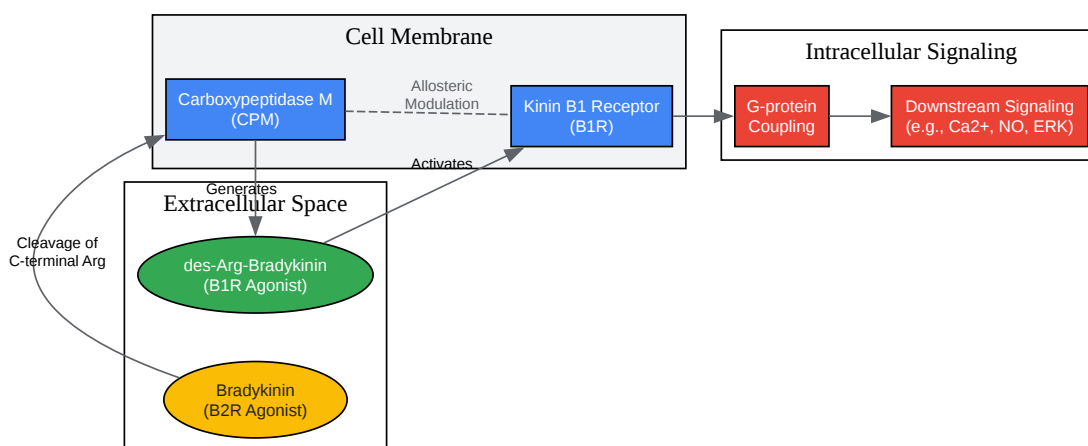 Cell Membrane
Intracellular Signaling
Carboxypeptidase M
(CPM)
Allosteric
Modulation
Kinin B1 Receptor
(B1R)
G-protein
Coupling
Downstream Signaling
(e.g., Ca2+, NO, ERK)
Activates
Generates
Extracellular Space
Cleavage of
C-terminal Arg
des-Arg-Bradykinin
(B1R Agonist)
Bradykinin
(B2R Agonist)